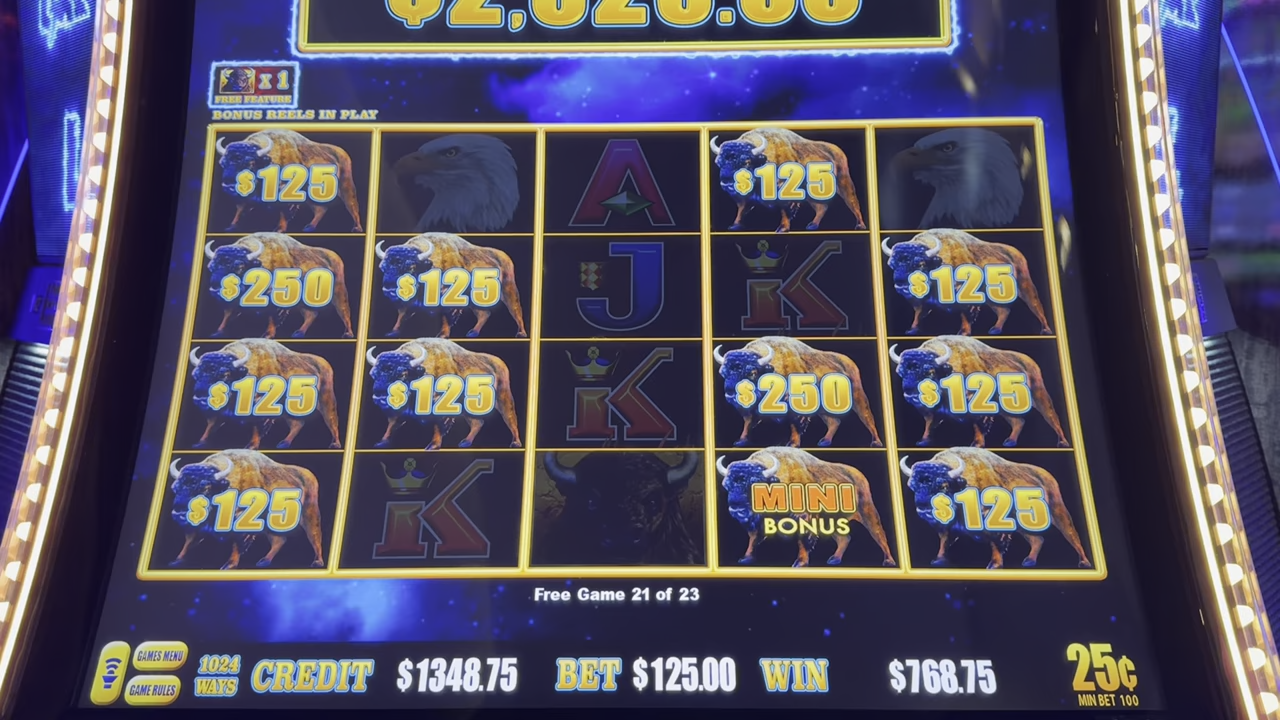 x 1
FREE FEATURE
BONUS REELS IN PLAY
$125 A $125
$250 $125 J K $125
$125 $125 K $250 $125
$125 K MINI BONUS $125
Free Game 21 of 23
GAMES MENU
GAME RULES
1024 WAYS CREDIT $1348.75 BET $125.00 WIN $768.75 25¢
MIN BET 100